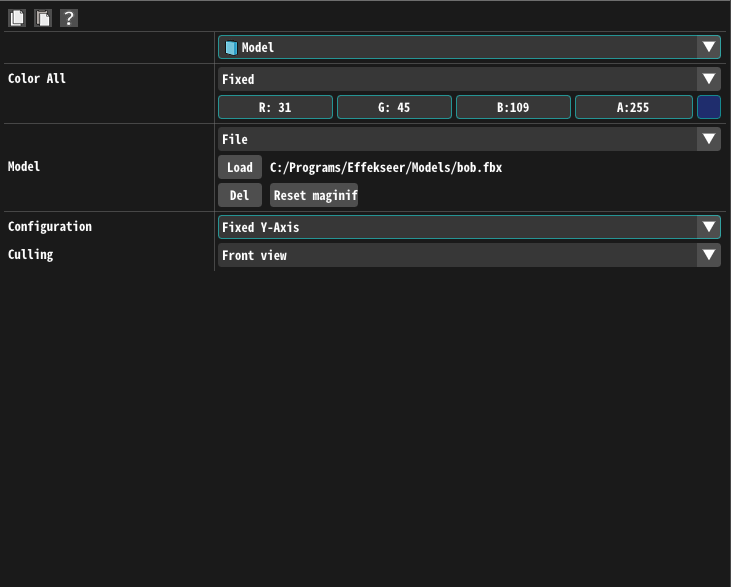 ?
Model
Color All
Fixed
R: 31 G: 45 B:109 A:255
File
Model
Load C:/Programs/Effekseer/Models/bob.fbx
Del Reset maginif
Configuration Fixed Y-Axis
Culling Front view